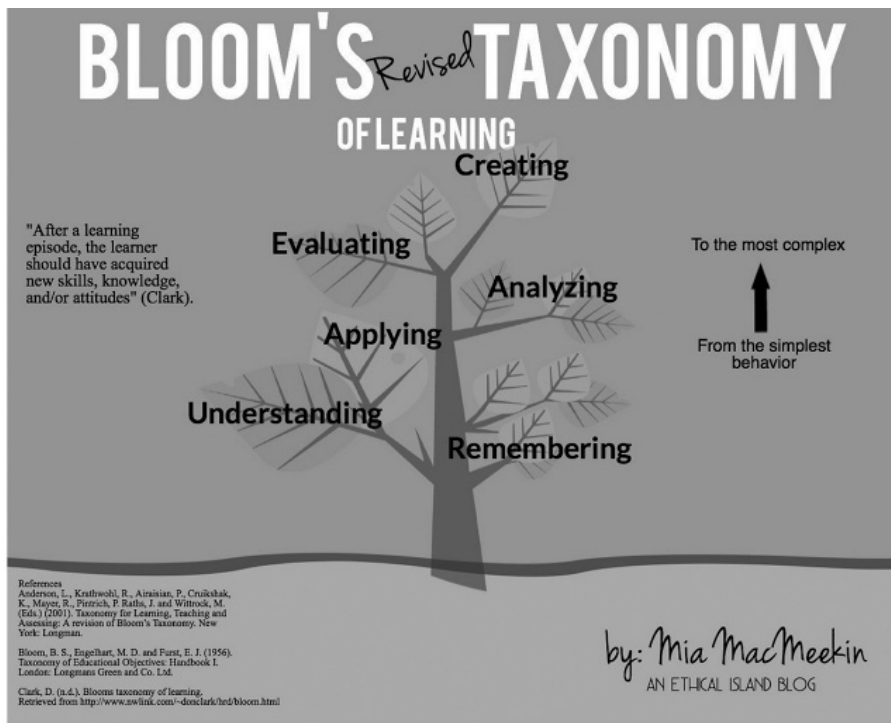 BLOOM'S Revised TAXONOMY
OF LEARNING
Creating
"After a learning
episode, the learner
should have acquired
new skills, knowledge,
and/or attitudes" (Clark).
Evaluating
To the most complex
Analyzing
Applying
From the simplest
behavior
Understanding
Remembering
References
Anderson, L., Krathwohl, R., Airaisian, P., Cruikshak,
K., Mayer, R., Pintrich, P. Raths, J. and Wittrock, M.
(Eds.) (2001). Taxonomy for Learning, Teaching and
Assessing: A revision of Bloom's Taxonomy. New
York: Longman.
Bloom, B. S., Engelhart, M. D. and Furst, E. J. (1956).
Taxonomy of Educational Objectives: Handbook I.
London: Longmans Green and Co. Ltd.
Clark, D. (n.d.). Blooms taxonomy of learning.
Retrieved from http://www.nwlink.com/~donclark/hrd/bloom.html
by: Mia MacMeekin
AN ETHICAL ISLAND BLOG